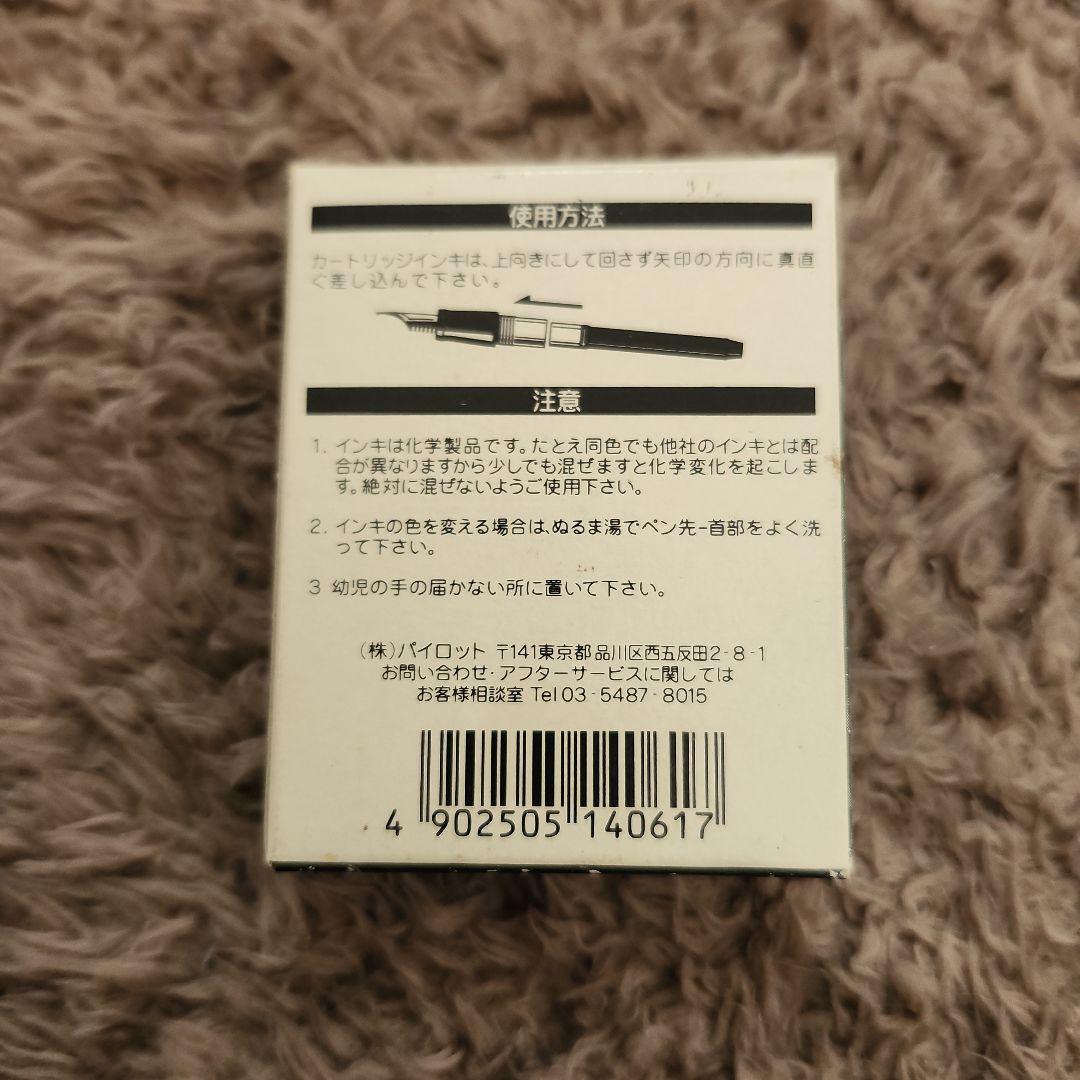 使用方法
カートリッジインキは、上向きにして回さず矢印の方向に真直
ぐ差し込んで下さい。
注意
1. インキは化学製品です。たとえ同色でも他社のインキとは配
合が異なりますから少しでも混ぜますと化学変化を起こしま
す。絶対に混ぜないようご使用下さい。
2. インキの色を変える場合は、ぬるま湯でペン先-首部をよく洗
って下さい。
3 幼児の手の届かない所に置いて下さい。
(株)パイロット 〒141東京都品川区西五反田2-8-1
お問い合わせ・アフターサービスに関しては
お客様相談室 Tel 03-5487-8015
4 902505 140617